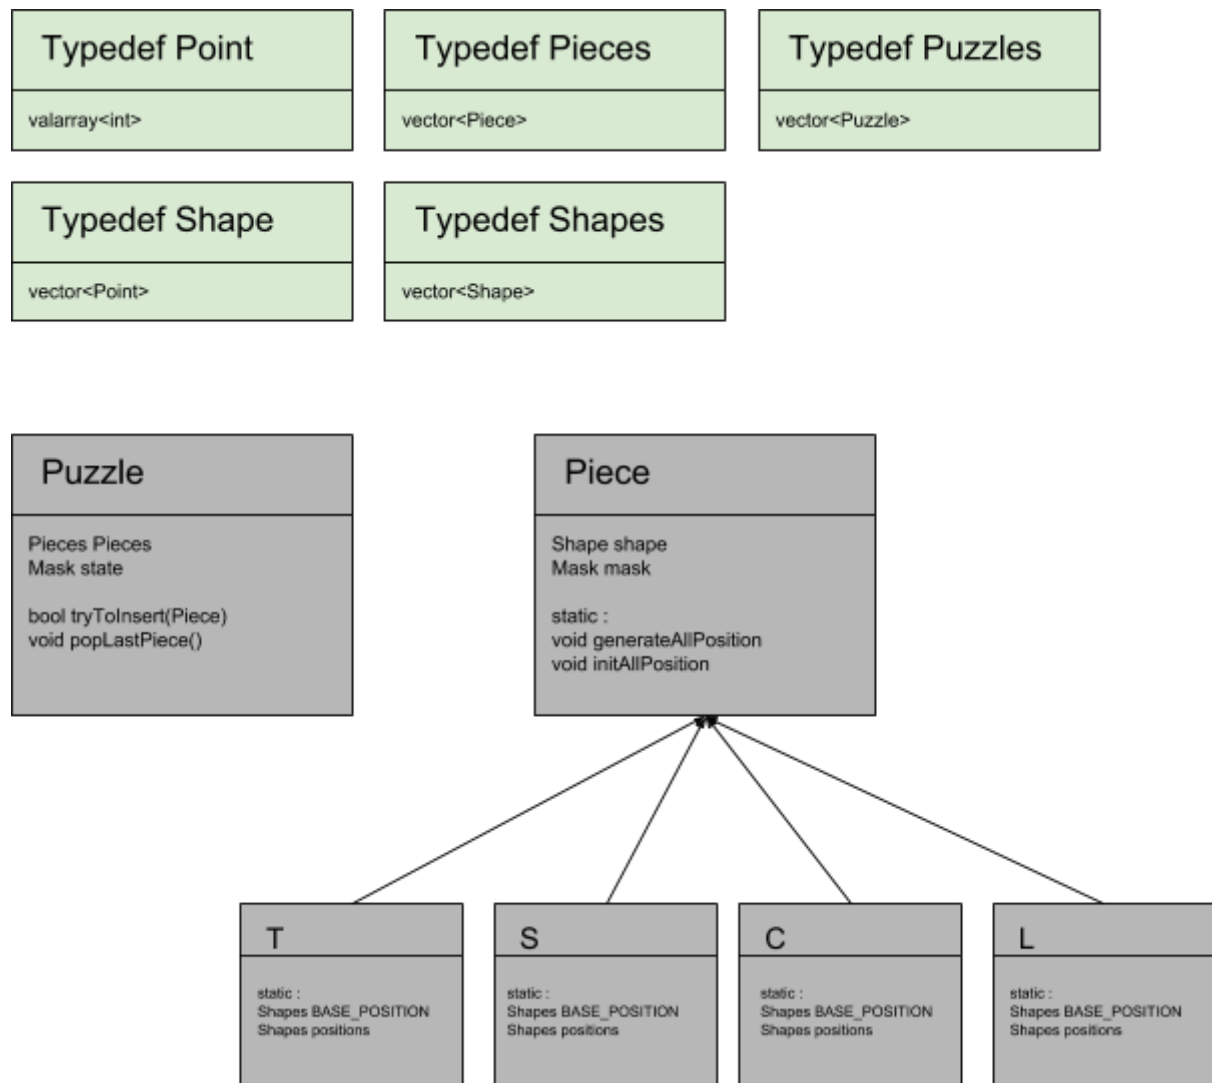 Typedef Point
valarray<int>
Typedef Pieces
vector<Piece>
Typedef Puzzles
vector<Puzzle>
Typedef Shape
vector<Point>
Typedef Shapes
vector<Shape>
Puzzle
Pieces Pieces
Mask state
bool tryToInsert(Piece)
void popLastPiece()
Piece
Shape shape
Mask mask
static :
void generateAllPosition
void initAllPosition
T
static :
Shapes BASE_POSITION
Shapes positions
S
static :
Shapes BASE_POSITION
Shapes positions
C
static :
Shapes BASE_POSITION
Shapes positions
L
static :
Shapes BASE_POSITION
Shapes positions